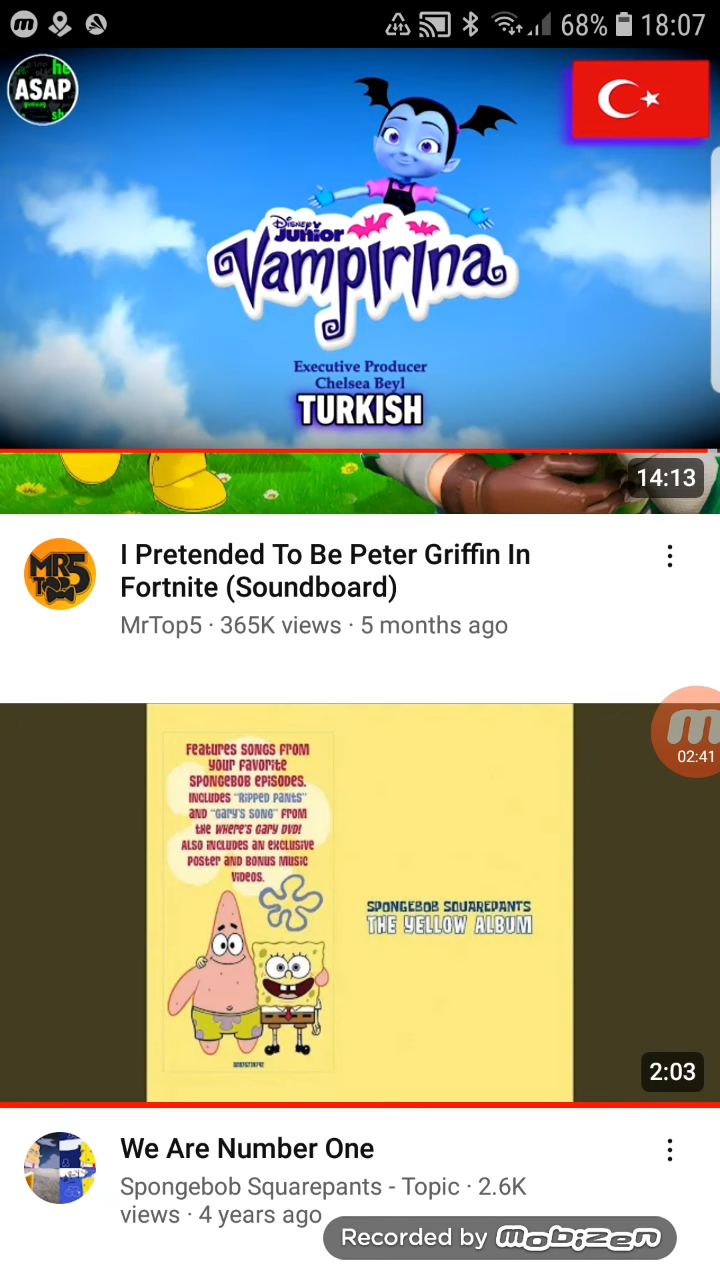 68% 18:07
he
ASAP
sh
Disney
Junior
Vampirina
Executive Producer
Chelsea Beyl
TURKISH
14:13
MR5
TOP
I Pretended To Be Peter Griffin In
Fortnite (Soundboard)
MrTop5 · 365K views · 5 months ago
Features songs from
your favorite
SpongeBob episodes.
Includes "Ripped Pants"
and "Gary's Song" from
the Where's Gary DVD!
Also includes an exclusive
poster and bonus music
videos.
SPONGEBOB SQUAREPANTS
THE YELLOW ALBUM
02:41
2:03
We Are Number One
Spongebob Squarepants - Topic · 2.6K
views · 4 years ago
Recorded by mobizen